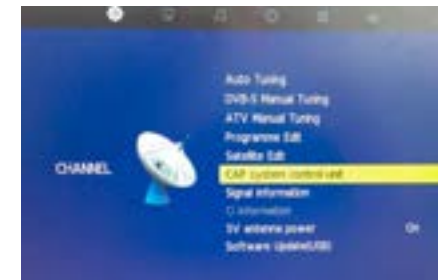 Auto Tuning
DVB-S Manual Tuning
ATV Manual Tuning
Programme Edit
Satellite Edit
CHANNEL
CAP system control unit
Signal Information
CI Information
5V antenna power On
Software Update(USB)